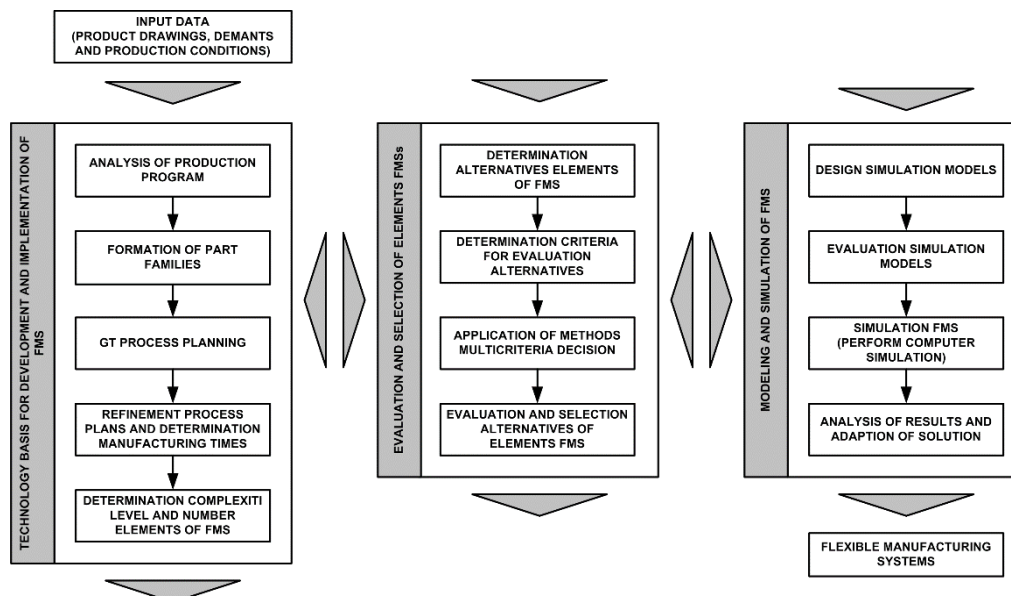 INPUT DATA
(PRODUCT DRAWINGS, DEMANTS
AND PRODUCTION CONDITIONS)
TECHNOLOGY BASIS FOR DEVELOPMENT AND IMPLEMENTATION OF
FMS
ANALYSIS OF PRODUCTION
PROGRAM
FORMATION OF PART
FAMILIES
GT PROCESS PLANNING
REFINEMENT PROCESS
PLANS AND DETERMINATION
MANUFACTURING TIMES
DETERMINATION COMPLEXITI
LEVEL AND NUMBER
ELEMENTS OF FMS
EVALUATION AND SELECTION OF ELEMENTS FMSs
DETERMINATION
ALTERNATIVES ELEMENTS
OF FMS
DETERMINATION CRITERIA
FOR EVALUATION
ALTERNATIVES
APPLICATION OF METHODS
MULTICRITERIA DECISION
EVALUATION AND SELECTION
ALTERNATIVES OF
ELEMENTS FMS
MODELING AND SIMULATION OF FMS
DESIGN SIMULATION MODELS
EVALUATION SIMULATION
MODELS
SIMULATION FMS
(PERFORM COMPUTER
SIMULATION)
ANALYSIS OF RESULTS AND
ADAPTION OF SOLUTION
FLEXIBLE MANUFACTURING
SYSTEMS